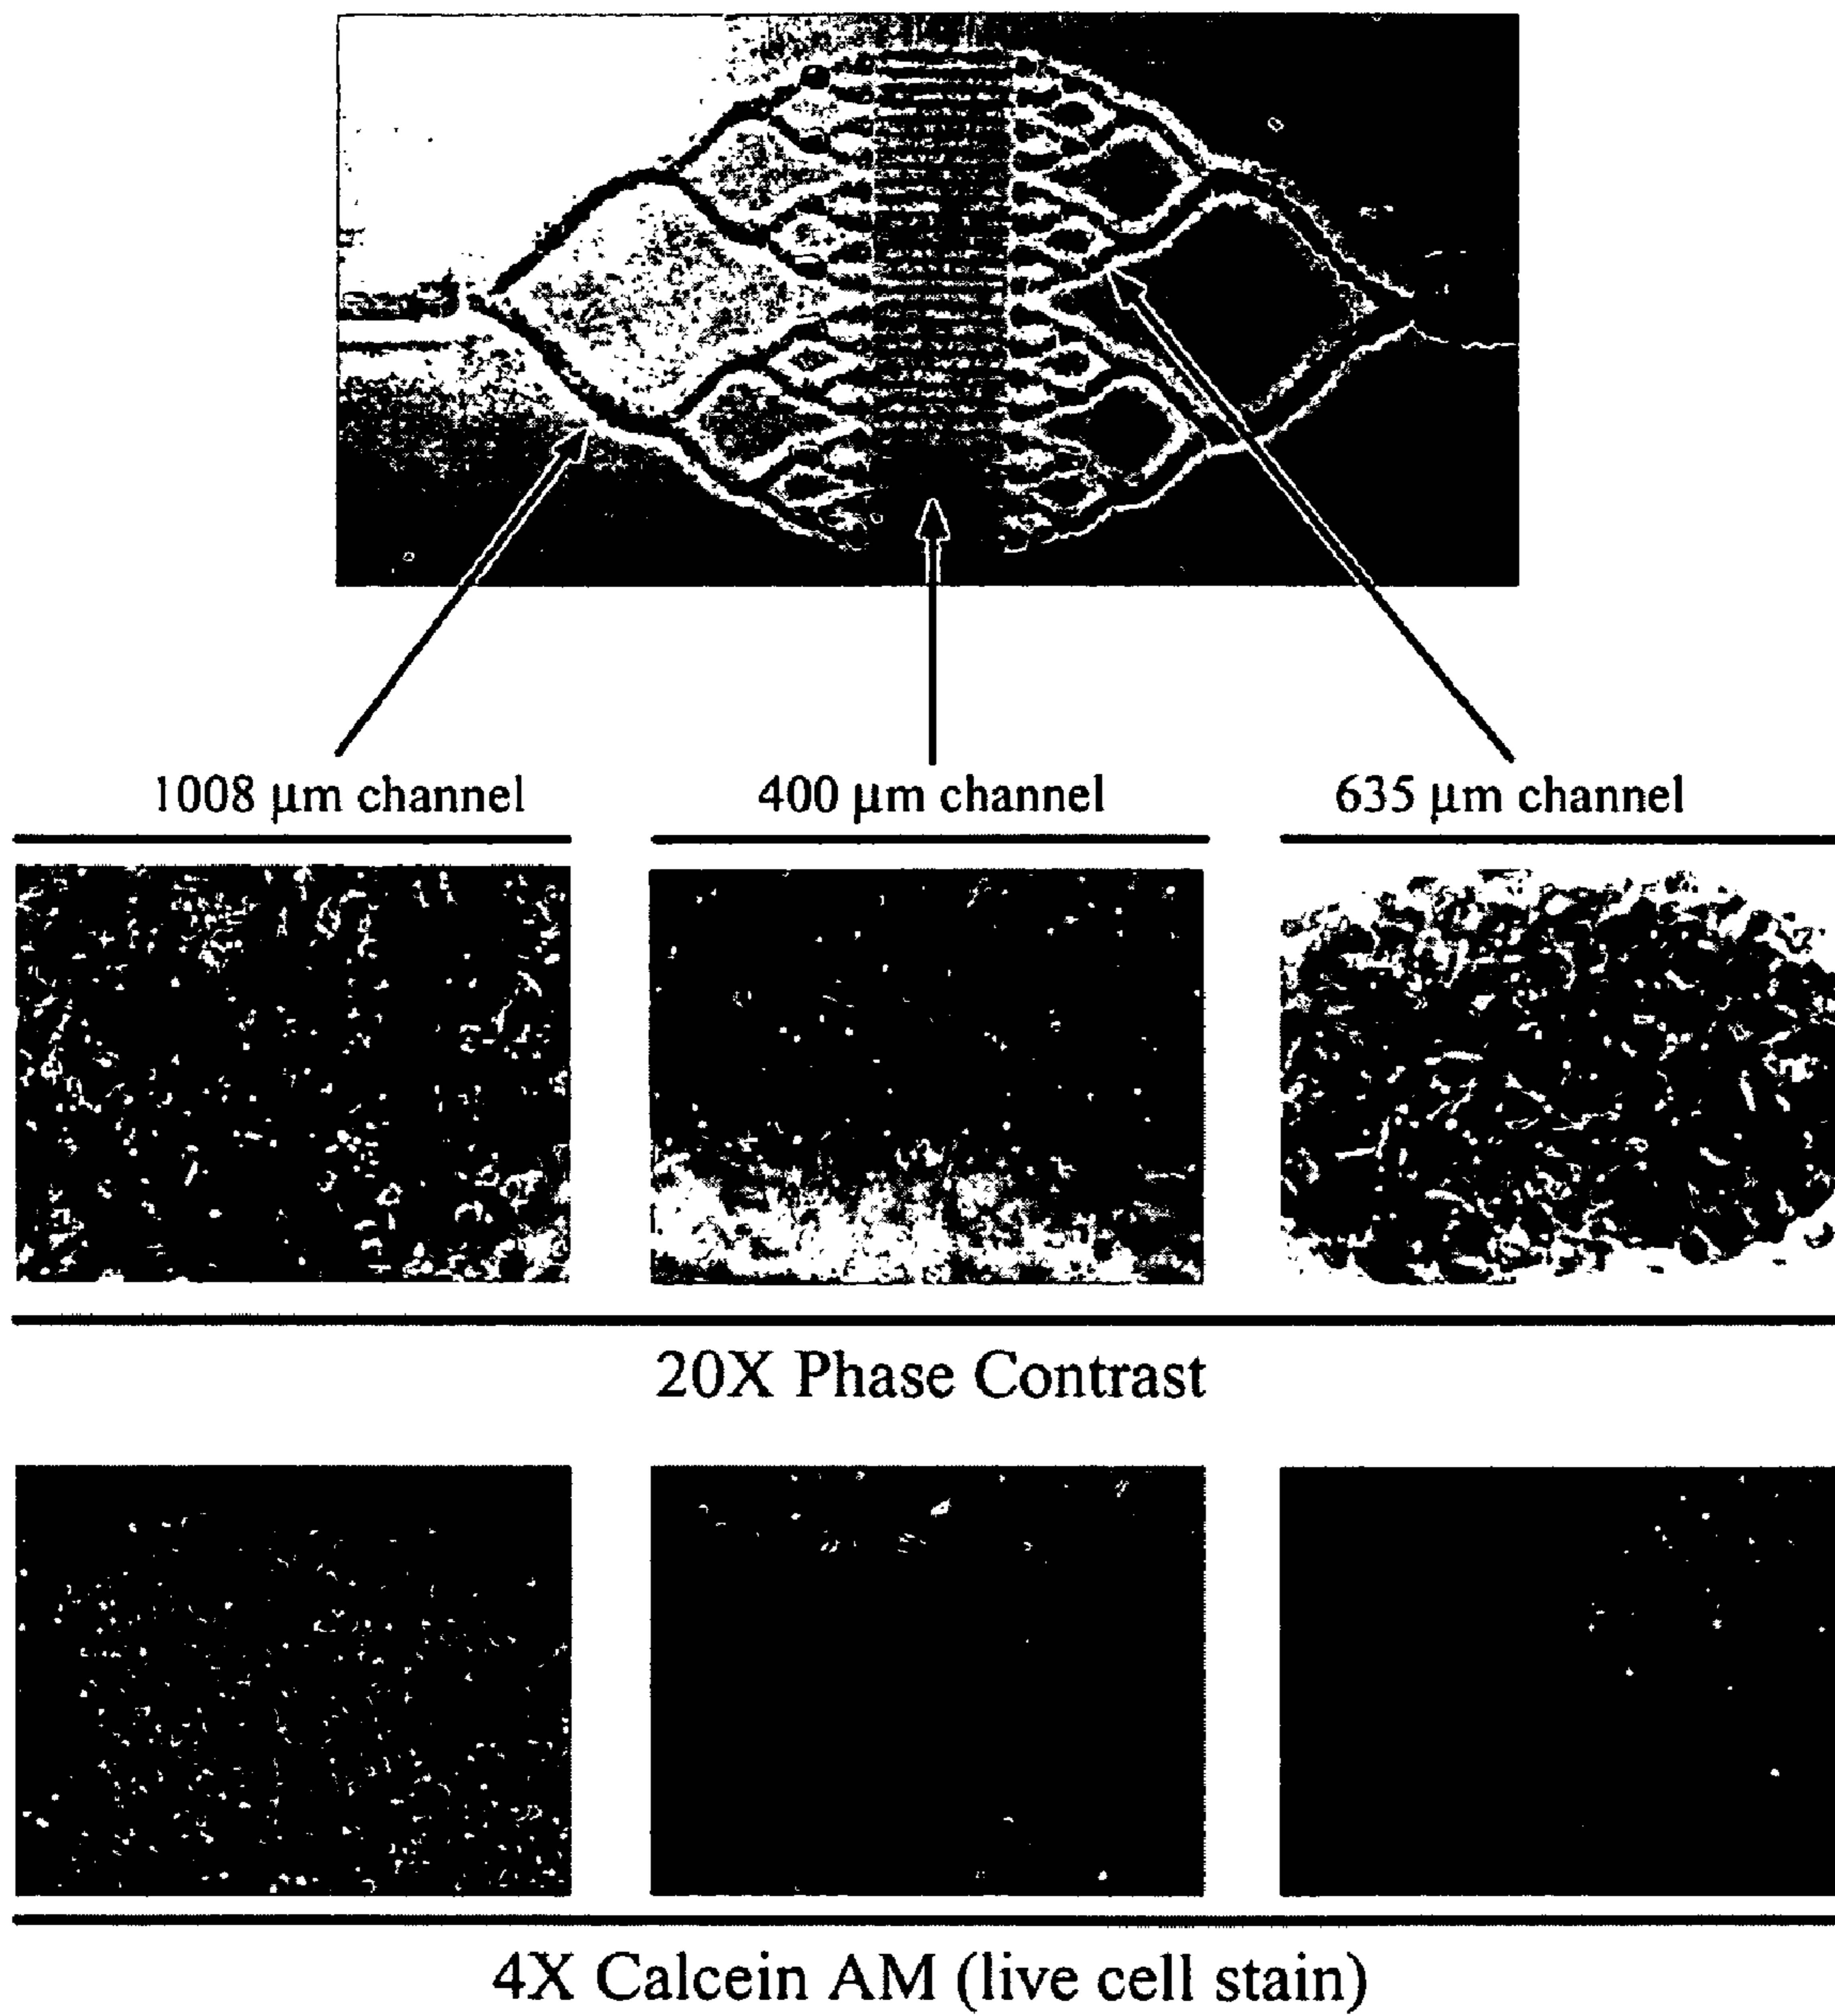 1008 μm channel
400 μm channel
635 μm channel
20X Phase Contrast
4X Calcein AM (live cell stain)